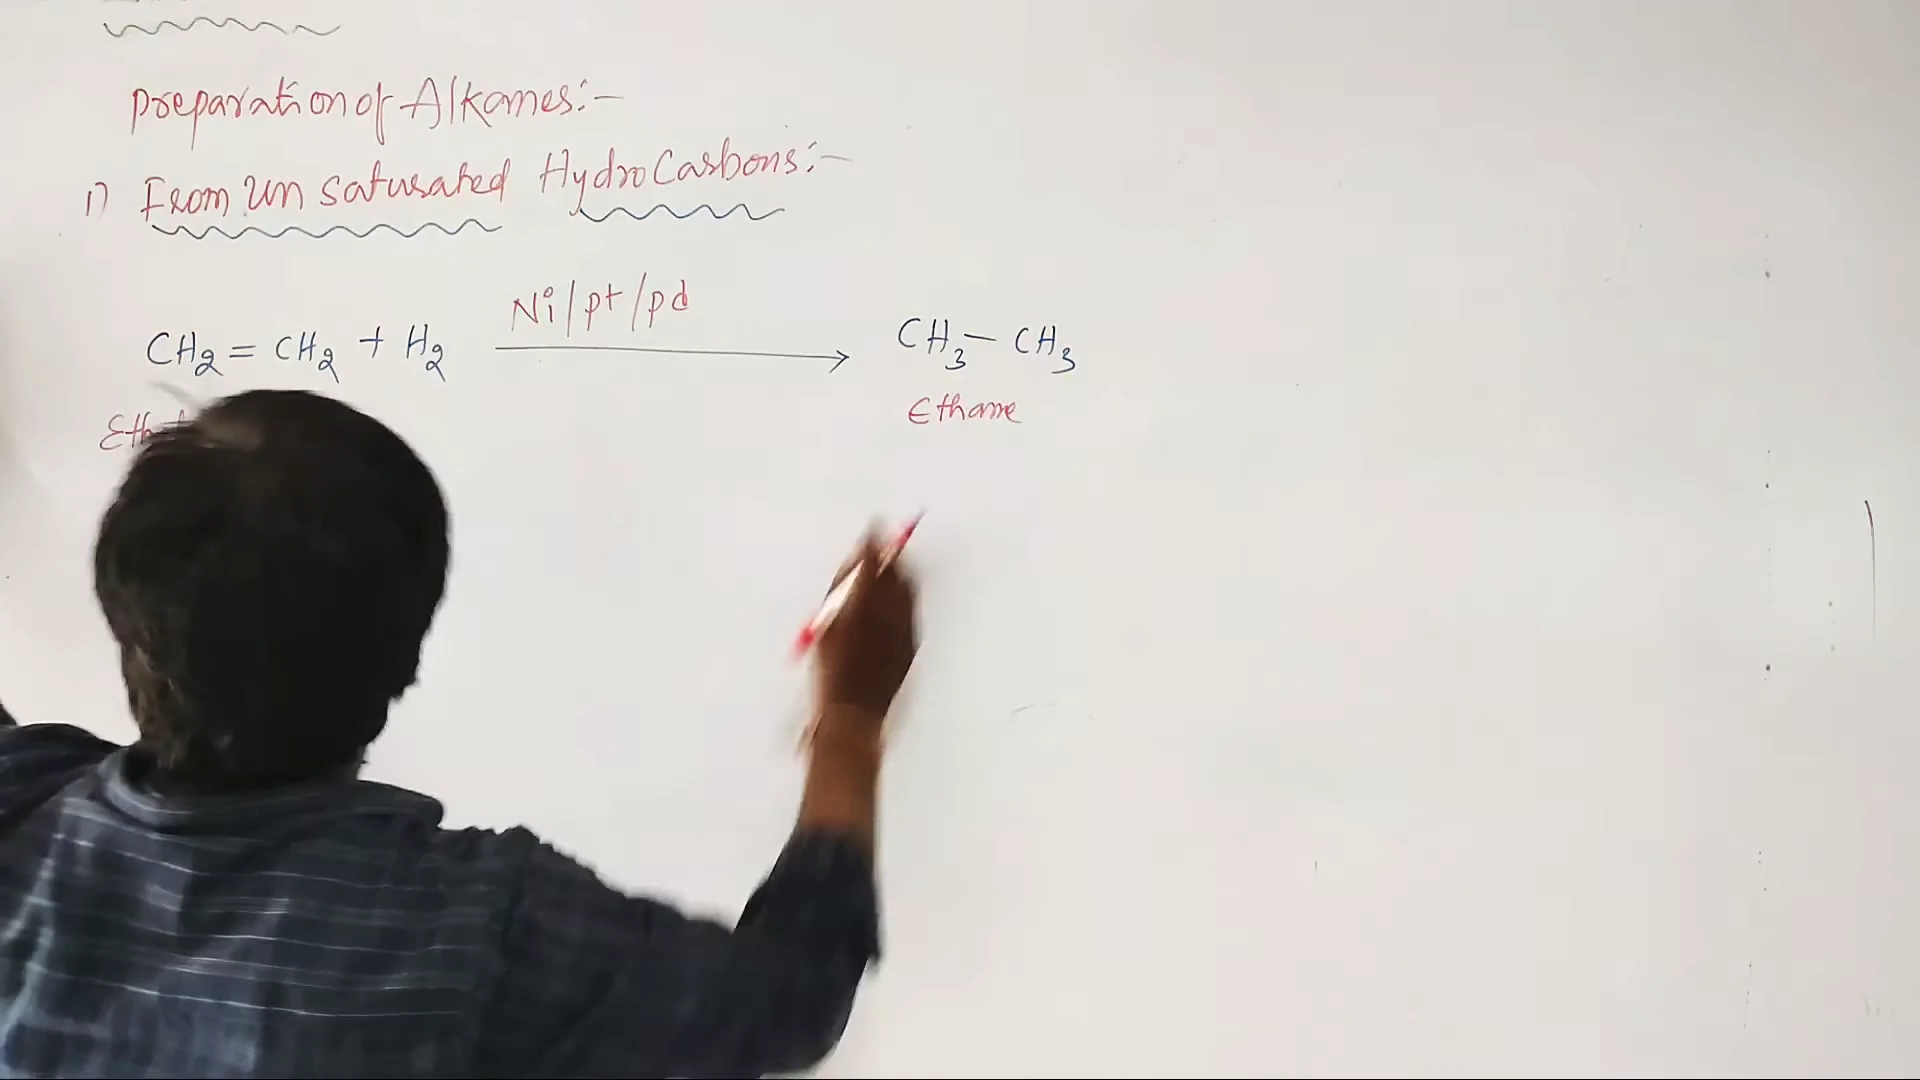 Preparation of Alkanes:-
1) From Un Saturated HydroCarbons:-
Ni/pt/pd
CH₂ = CH₂ + H₂ ⟶ CH₃ — CH₃
Ethane